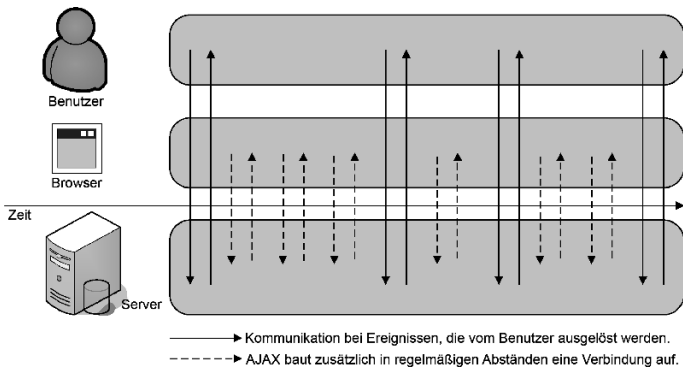 Benutzer
Browser
Zeit
Server
Kommunikation bei Ereignissen, die vom Benutzer ausgelöst werden.
AJAX baut zusätzlich in regelmäßigen Abständen eine Verbindung auf.